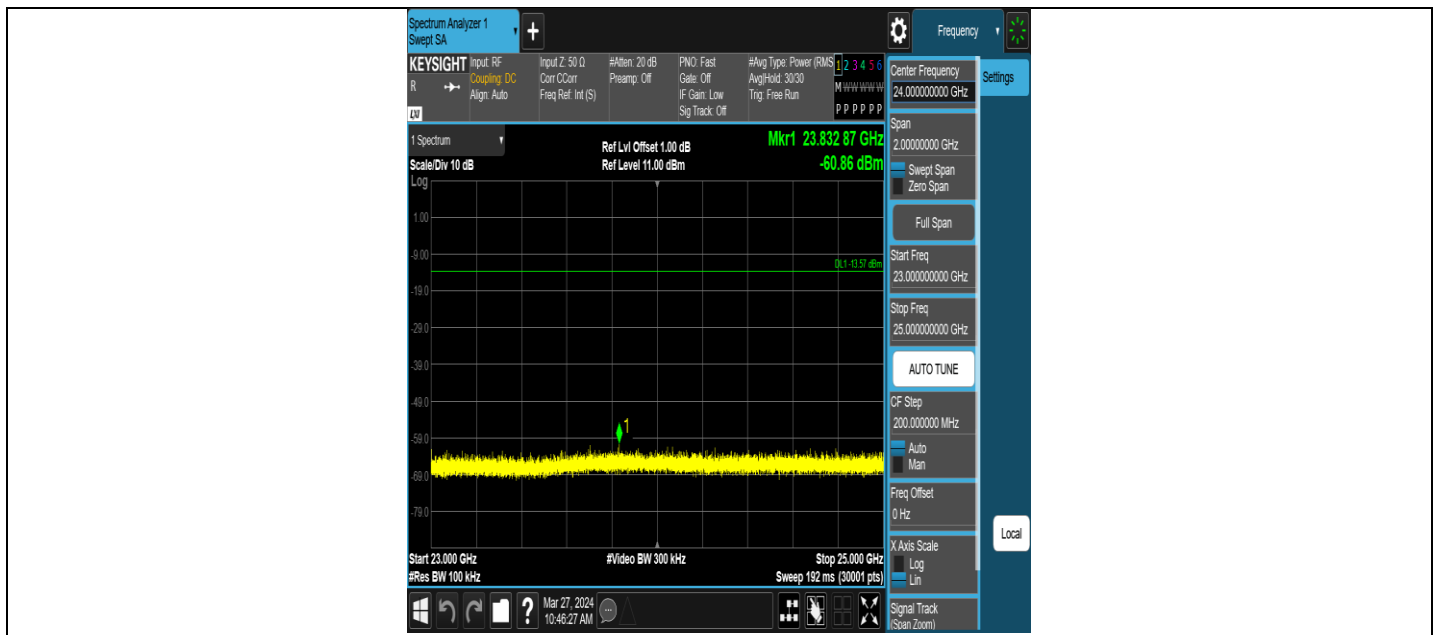 Spectrum Analyzer 1
Swept SA
+
Frequency
KEYSIGHT
R
LXI
Input: RF
Coupling: DC
Align: Auto
Input Z: 50 Ω
Corr CCorr
Freq Ref: Int (S)
#Atten: 20 dB
Preamp: Off
PNO: Fast
Gate: Off
IF Gain: Low
Sig Track: Off
#Avg Type: Power (RMS
Avg|Hold: 30/30
Trig: Free Run
1 2 3 4 5 6
M W W W W W
P P P P P P
1 Spectrum
Scale/Div 10 dB
Log
Ref Lvl Offset 1.00 dB
Ref Level 11.00 dBm
Mkr1 23.832 87 GHz
-60.86 dBm
1.00
-9.00
DL1 -13.57 dBm
-19.0
-29.0
-39.0
-49.0
1
-59.0
-69.0
-79.0
Start 23.000 GHz
#Video BW 300 kHz
Stop 25.000 GHz
#Res BW 100 kHz
Sweep 192 ms (30001 pts)
Center Frequency
24.000000000 GHz
Settings
Span
2.00000000 GHz
Swept Span
Zero Span
Full Span
Start Freq
23.000000000 GHz
Stop Freq
25.000000000 GHz
AUTO TUNE
CF Step
200.000000 MHz
Auto
Man
Freq Offset
0 Hz
X Axis Scale
Log
Lin
Signal Track
(Span Zoom)
Local
?
Mar 27, 2024
10:46:27 AM